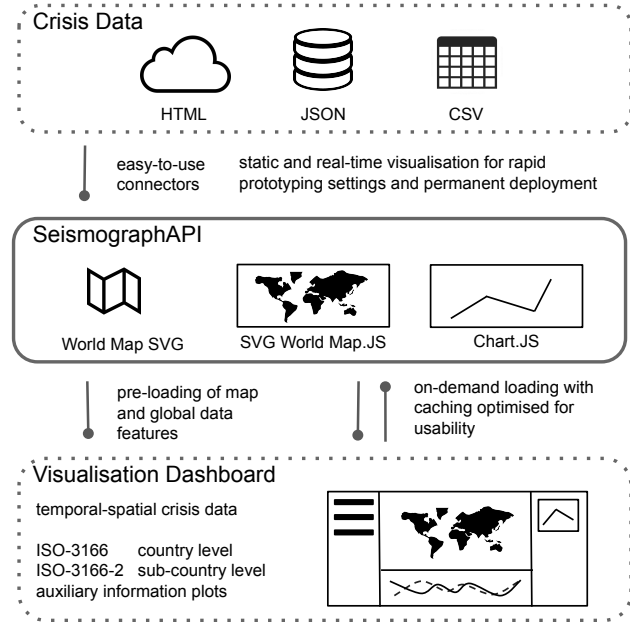 Crisis Data
HTML JSON CSV
easy-to-use
connectors
static and real-time visualisation for rapid
prototyping settings and permanent deployment
SeismographAPI
World Map SVG SVG World Map.JS Chart.JS
pre-loading of map
and global data
features
on-demand loading with
caching optimised for
usability
Visualisation Dashboard
temporal-spatial crisis data
ISO-3166 country level
ISO-3166-2 sub-country level
auxiliary information plots